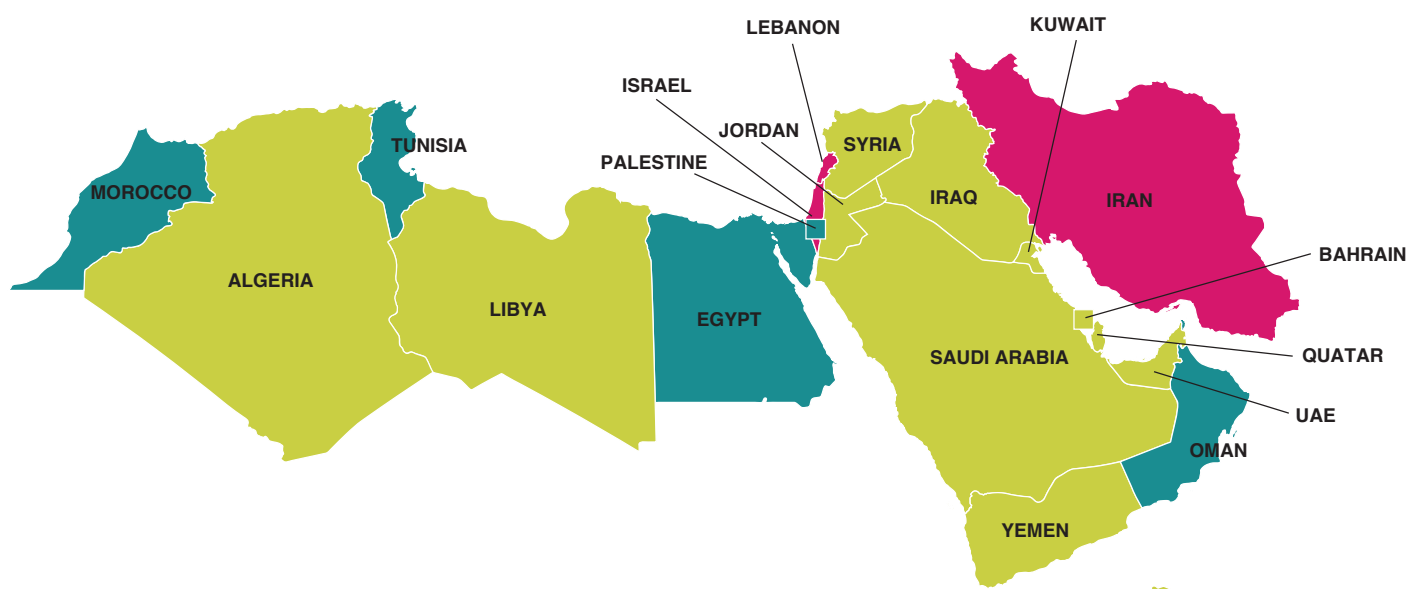 LEBANON
KUWAIT
ISRAEL
JORDAN
SYRIA
TUNISIA
PALESTINE
MOROCCO
IRAQ
IRAN
BAHRAIN
ALGERIA
LIBYA
EGYPT
SAUDI ARABIA
QUATAR
UAE
OMAN
YEMEN